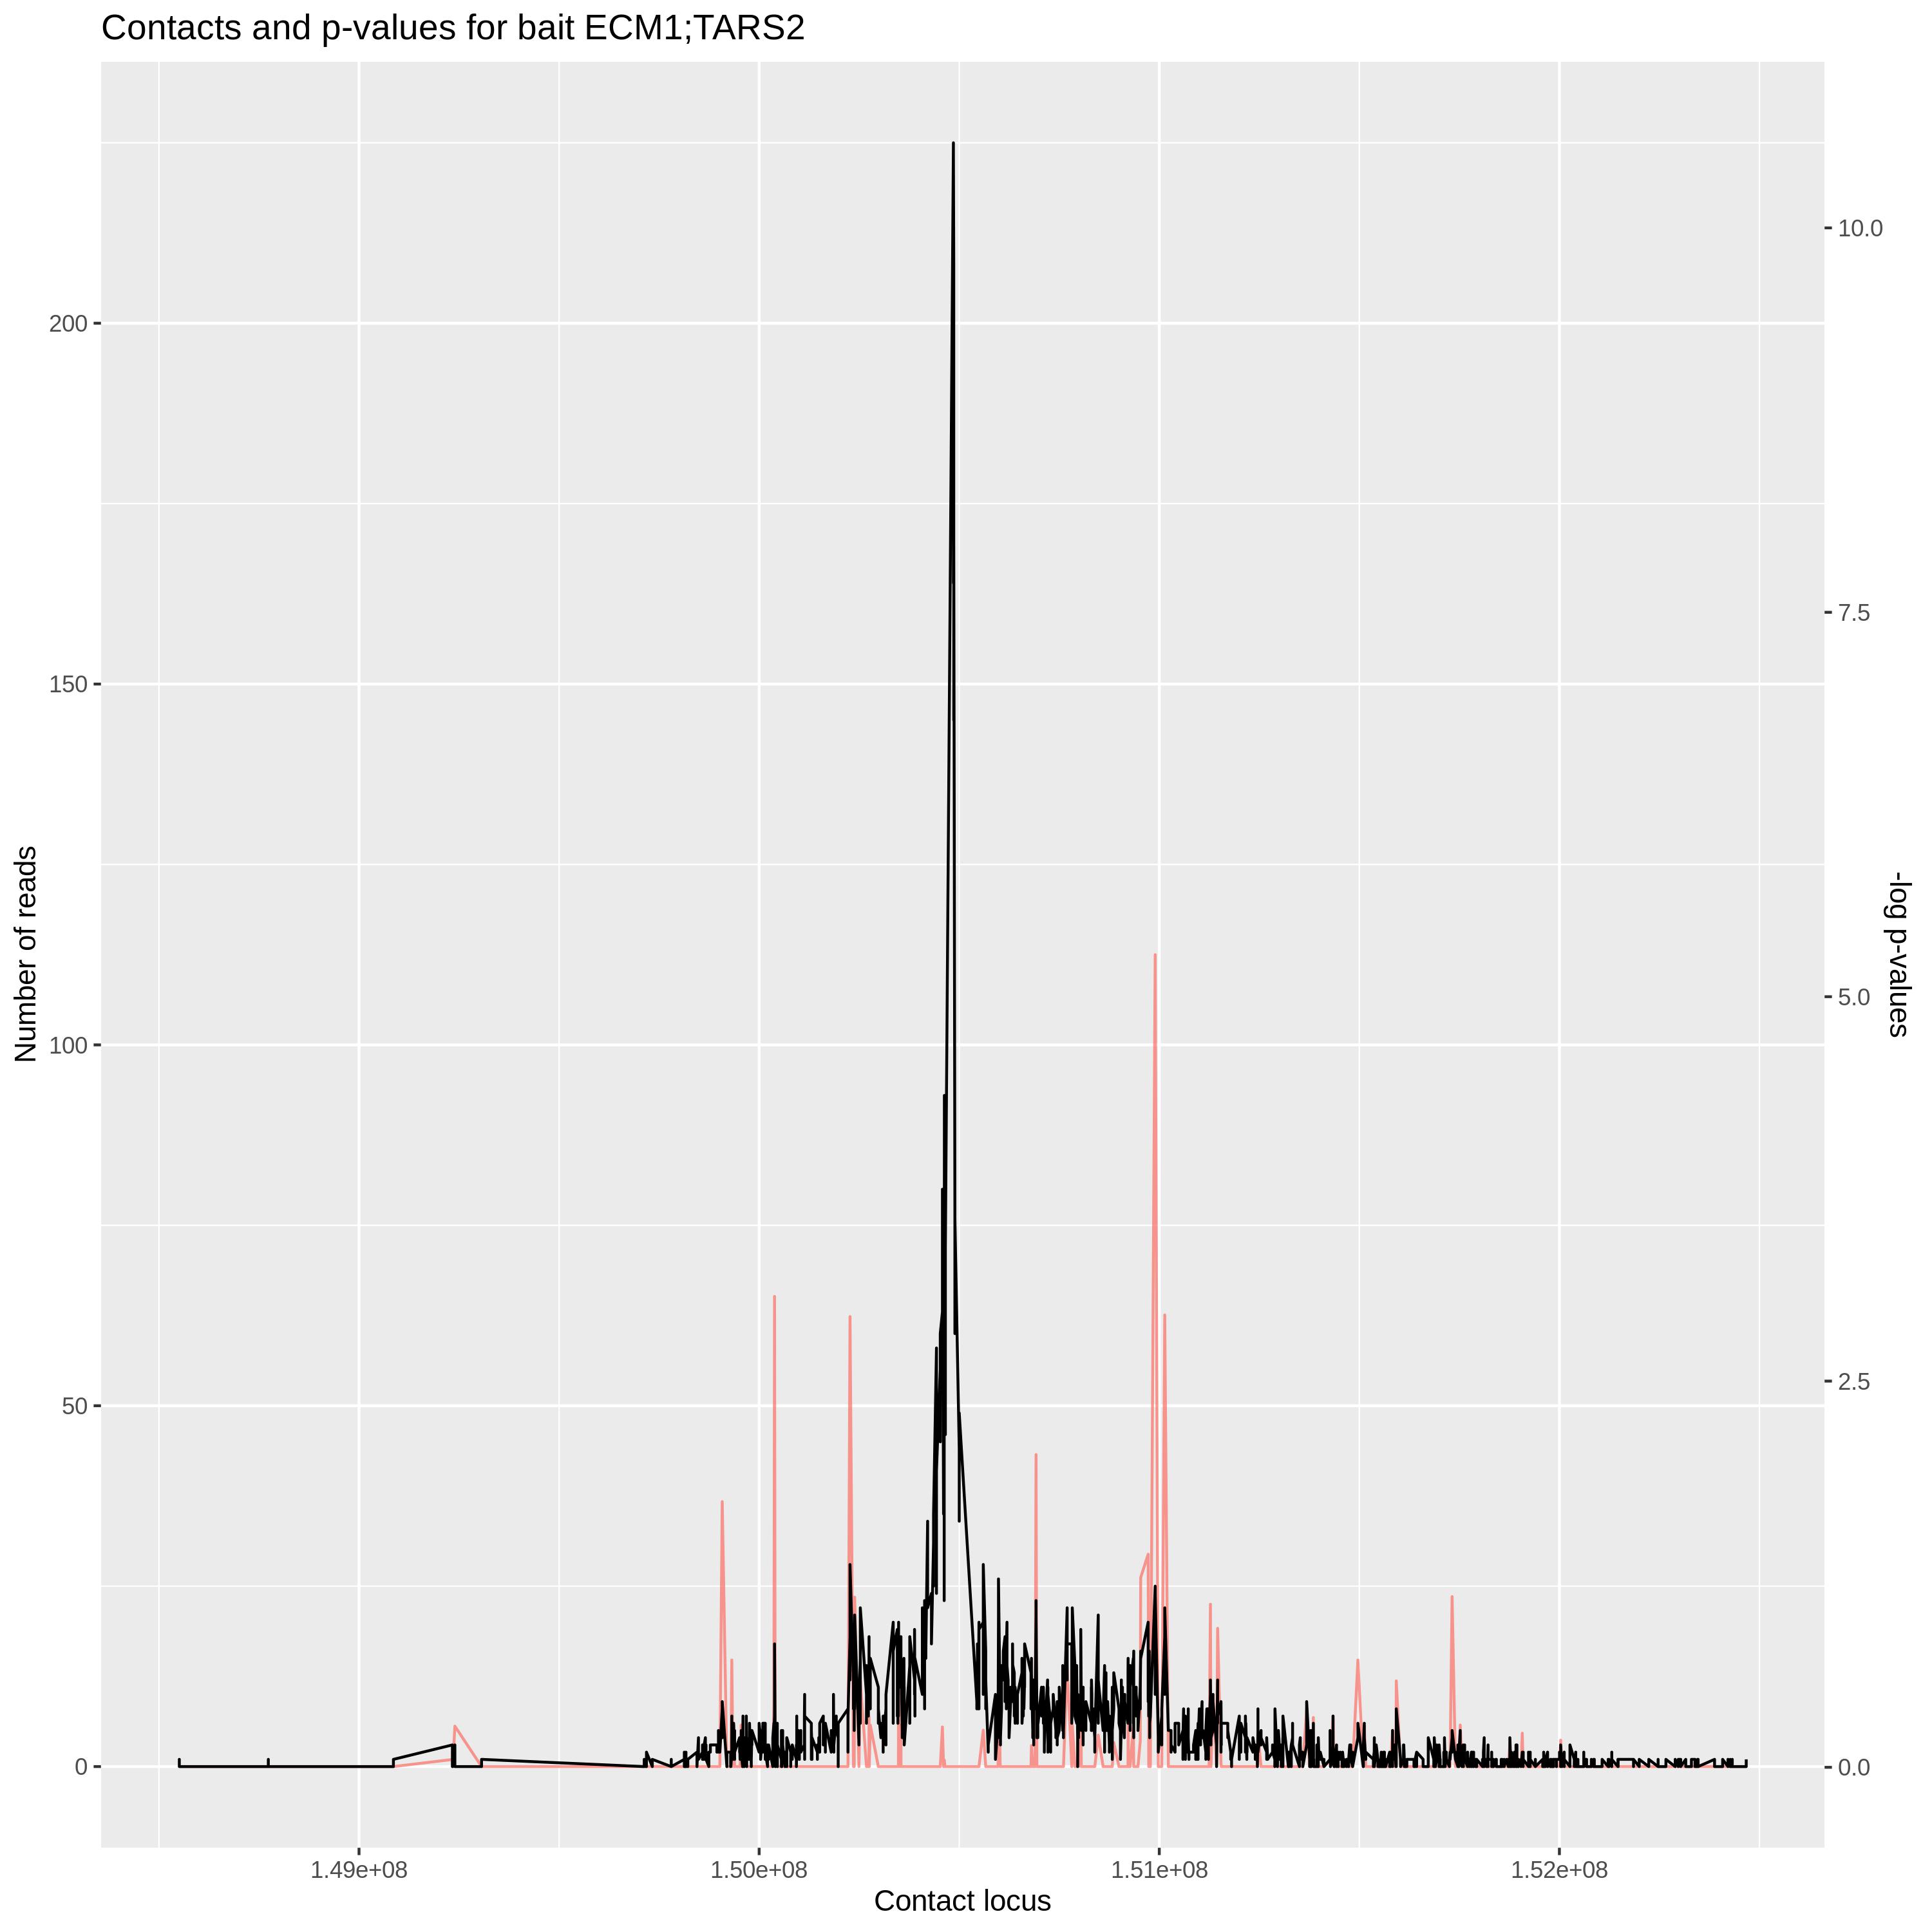 Contacts and p-values for bait ECM1;TARS2
Number of reads
200
150
100
50
0
10.0
7.5
5.0
2.5
0.0
-log p-values
1.49e+08
1.50e+08
1.51e+08
1.52e+08
Contact locus